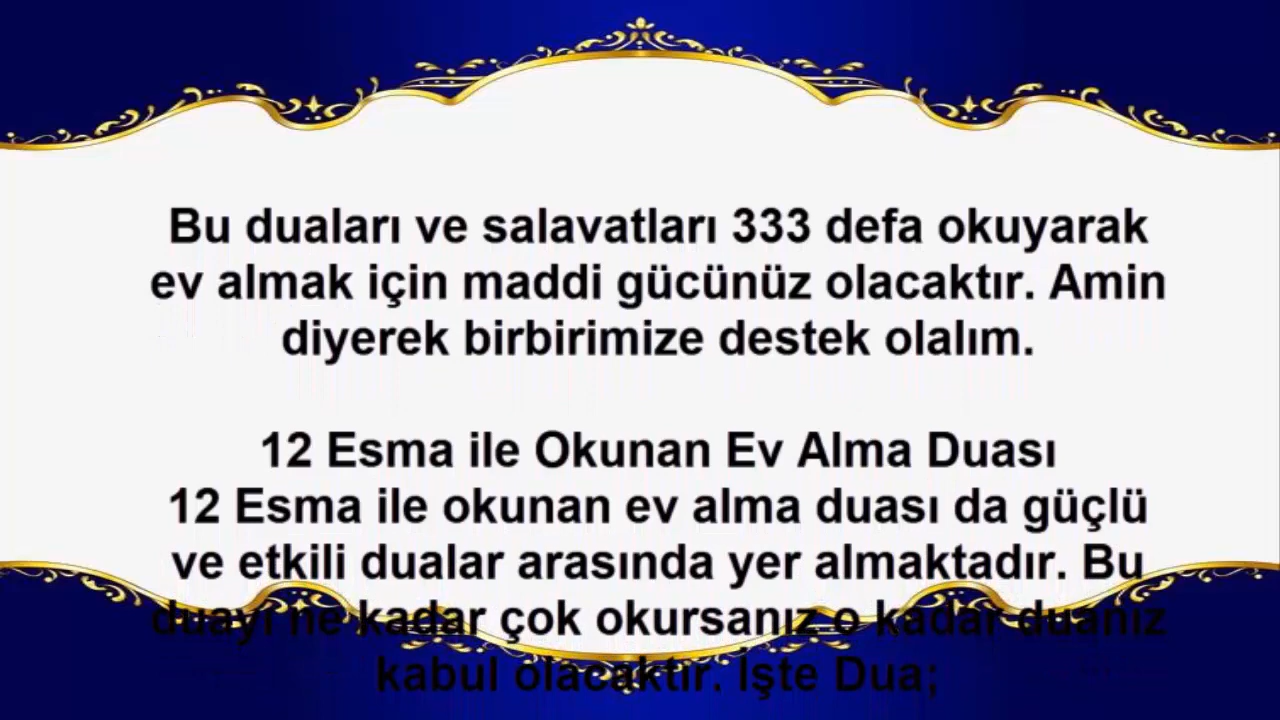 Bu duaları ve salavatları 333 defa okuyarak
ev almak için maddi gücünüz olacaktır. Amin
diyerek birbirimize destek olalım.
12 Esma ile Okunan Ev Alma Duası
12 Esma ile okunan ev alma duası da güçlü
ve etkili dualar arasında yer almaktadır. Bu
duayı ne kadar çok okursanız o kadar duanız
kabul olacaktır. İşte Dua;